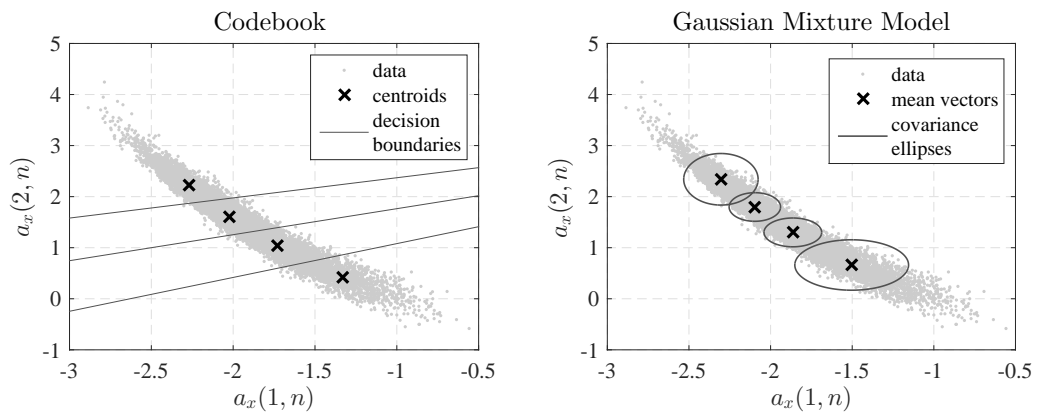 Codebook
5
4
3
2
1
0
-1
-3
-2.5
-2
-1.5
-1
-0.5
a_x(2, n)
a_x(1, n)
data
centroids
decision
boundaries
Gaussian Mixture Model
5
4
3
2
1
0
-1
-3
-2.5
-2
-1.5
-1
-0.5
a_x(2, n)
a_x(1, n)
data
mean vectors
covariance
ellipses